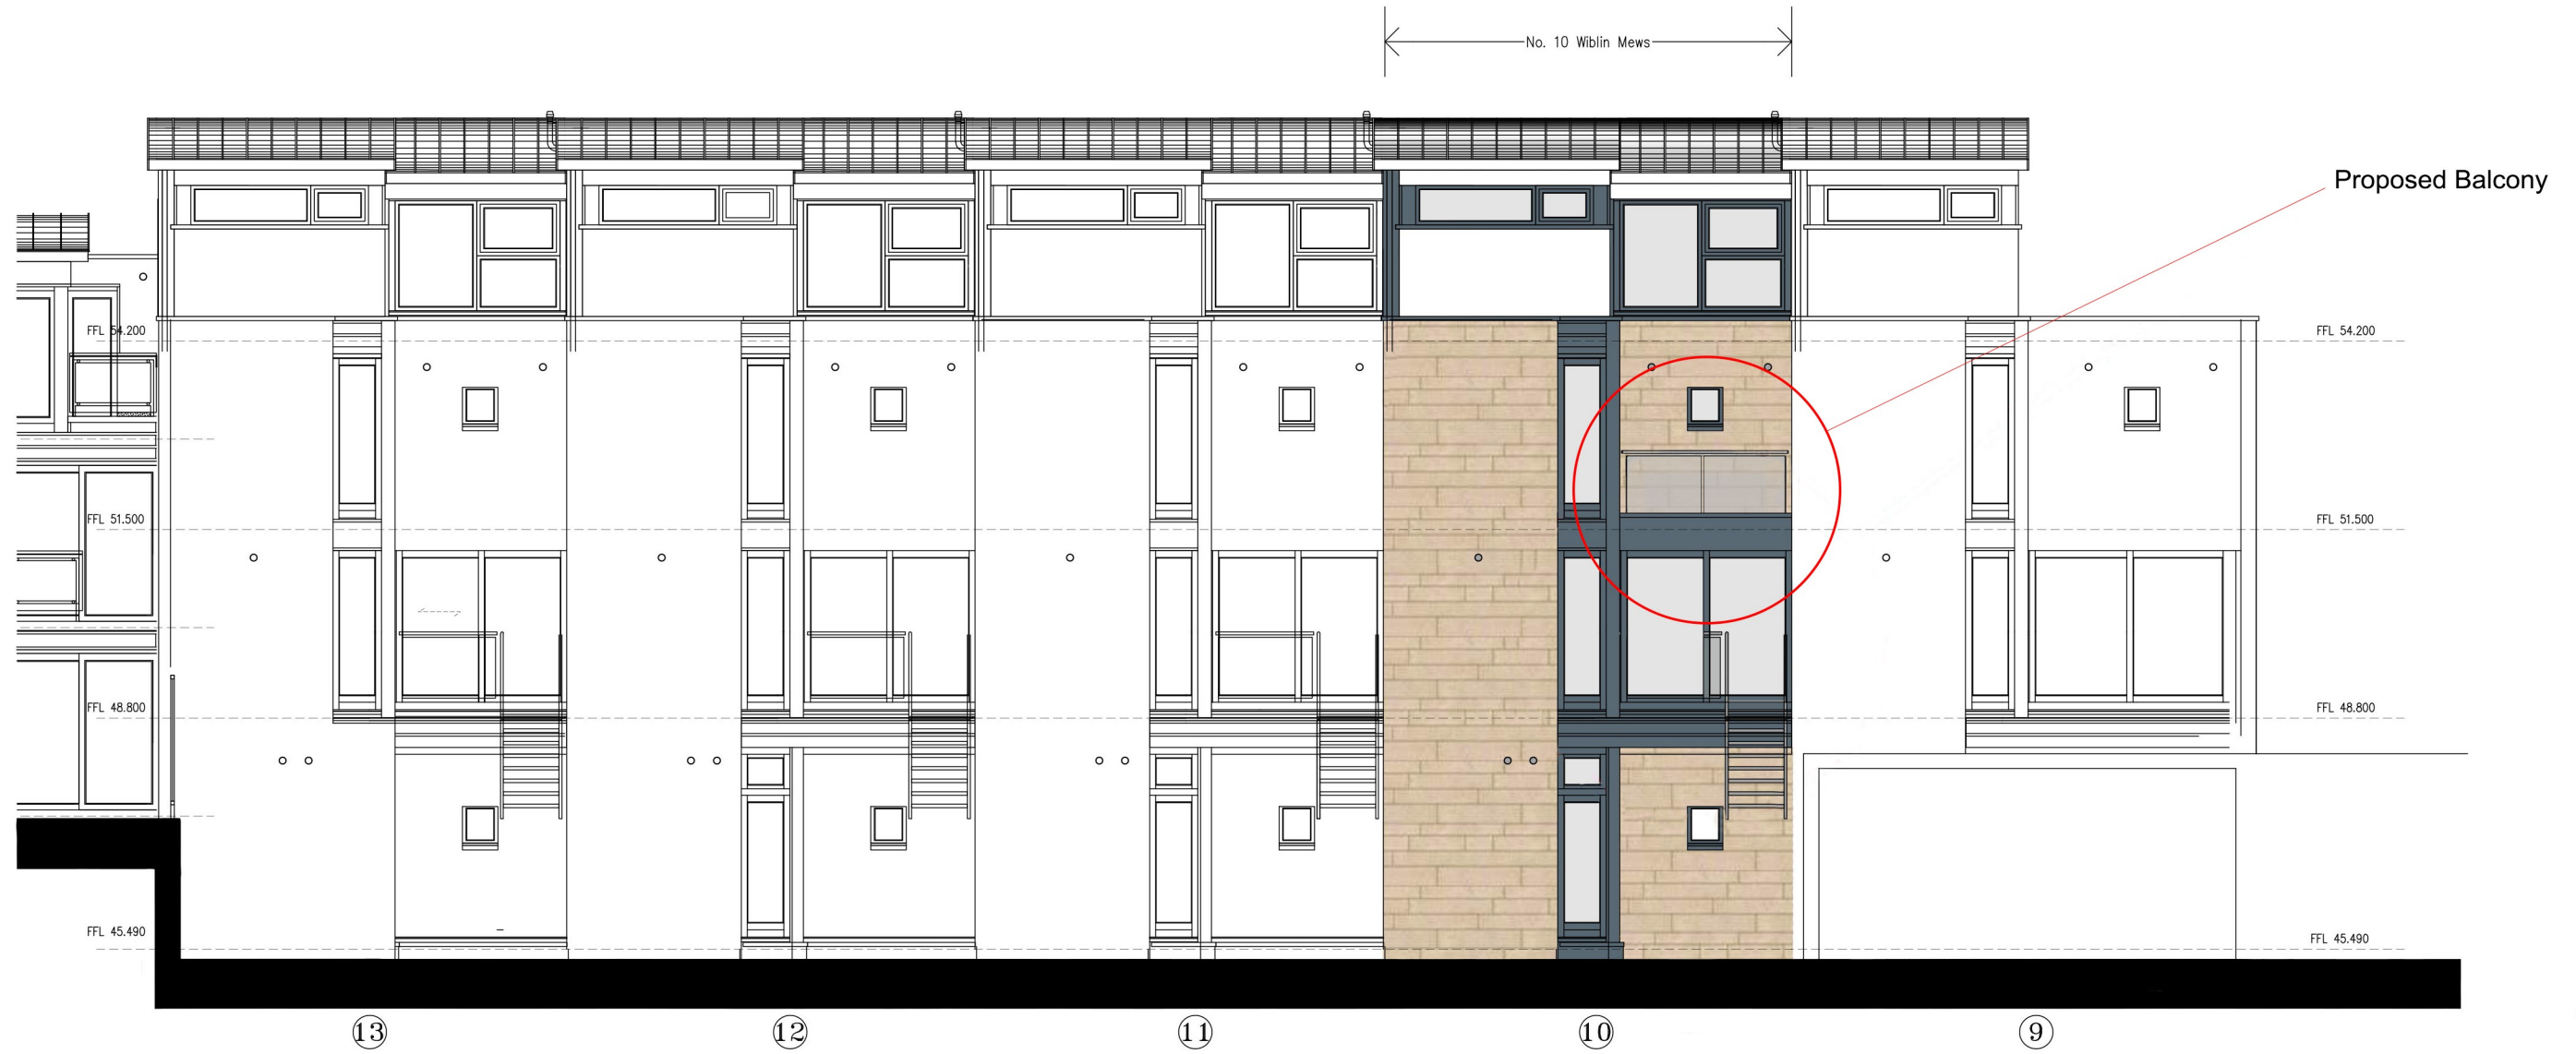 No. 10 Wiblin Mews
Proposed Balcony
FFL 54.200
FFL 54.200
FFL 51.500
FFL 51.500
FFL 48.800
FFL 48.800
FFL 45.490
FFL 45.490
13
12
11
10
9